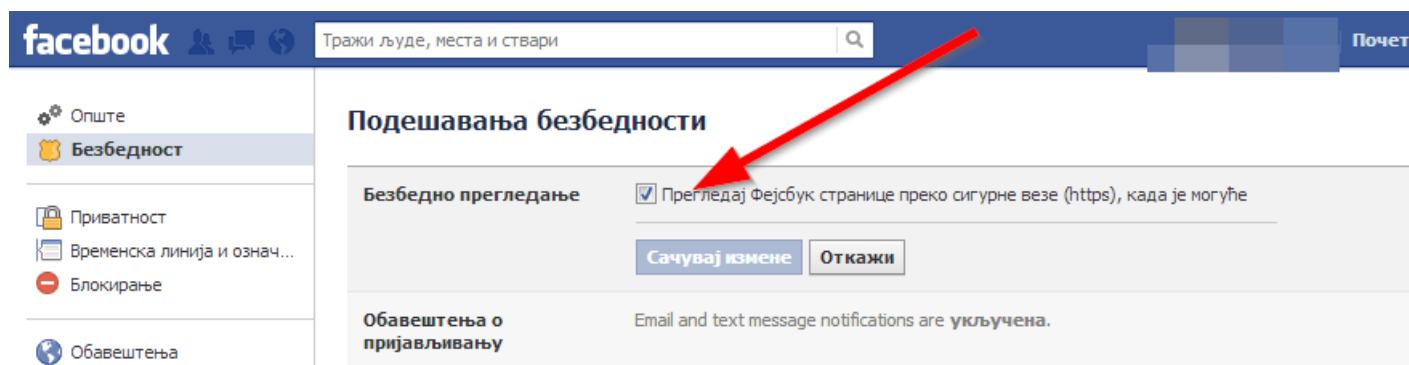 facebook
Тражи људе, места и ствари
Почет
Опште
Безбедност
Приватност
Временска линија и означ...
Блокирање
Обавештења
Подешавања безбедности
Безбедно прегледање
Прегледај Фејсбук странице преко сигурне везе (https), када је могуће
Сачувај измене
Откажи
Обавештења о
пријављивању
Email and text message notifications are укључена.